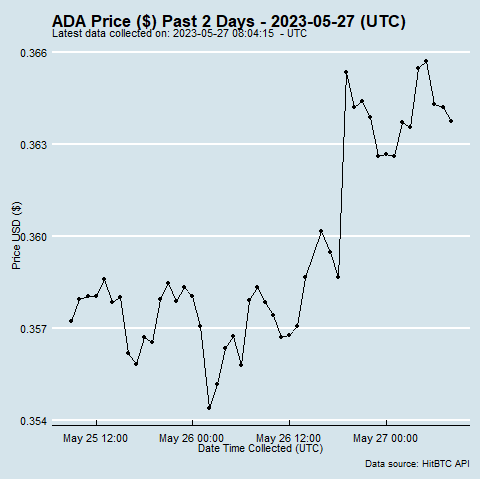 ADA Price ($) Past 2 Days - 2023-05-27 (UTC)
Latest data collected on: 2023-05-27 08:04:15  - UTC
0.366
0.363
0.360
0.357
0.354
Price USD ($)
May 25 12:00
May 26 00:00
May 26 12:00
May 27 00:00
Date Time Collected (UTC)
Data source: HitBTC API